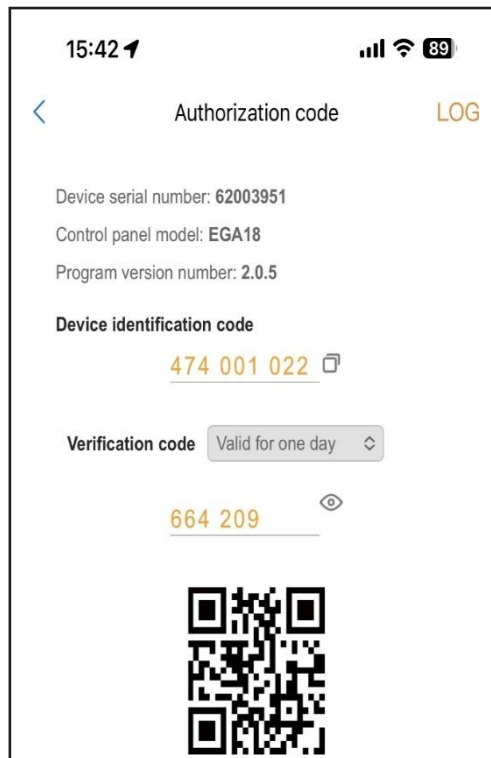 15:42
89
Authorization code LOG
Device serial number: 62003951
Control panel model: EGA18
Program version number: 2.0.5
Device identification code
474 001 022
Verification code Valid for one day
664 209